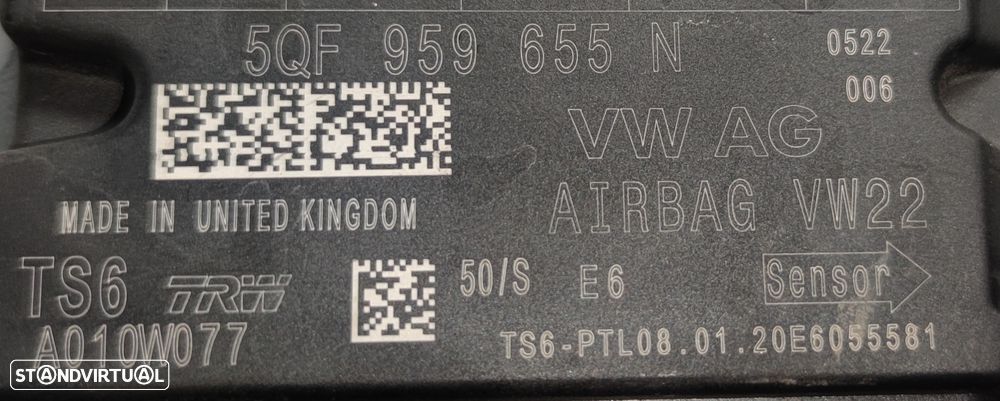 5QF 959 655 N 0522
006
VW AG
AIRBAG VW22
MADE IN UNITED KINGDOM
TS6 TRW 50/S E6 Sensor
A010W077
TS6-PTL08.01.20E6055581
STANDVIRTUAL